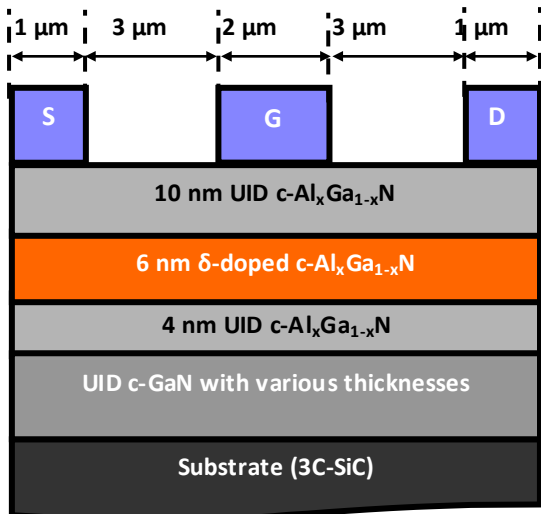 1 µm 3 µm 2 µm 3 µm 1 µm
S G D
10 nm UID c-AlₓGa₁₋ₓN
6 nm δ-doped c-AlₓGa₁₋ₓN
4 nm UID c-AlₓGa₁₋ₓN
UID c-GaN with various thicknesses
Substrate (3C-SiC)